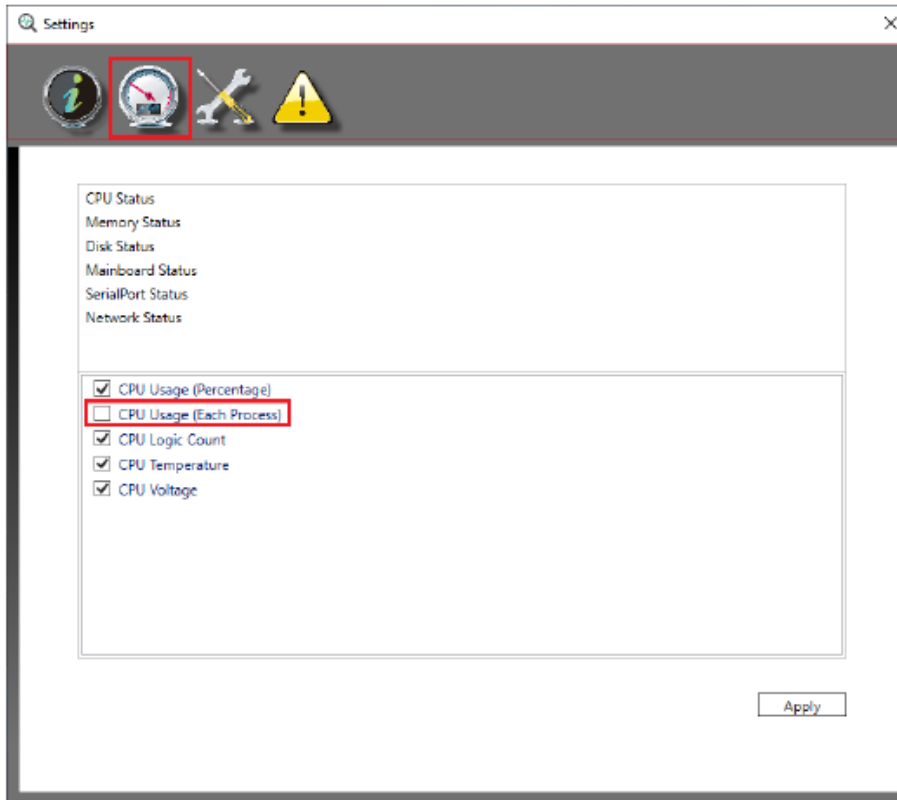 Settings
CPU Status
Memory Status
Disk Status
Mainboard Status
SerialPort Status
Network Status
CPU Usage (Percentage)
CPU Usage (Each Process)
CPU Logic Count
CPU Temperature
CPU Voltage
Apply